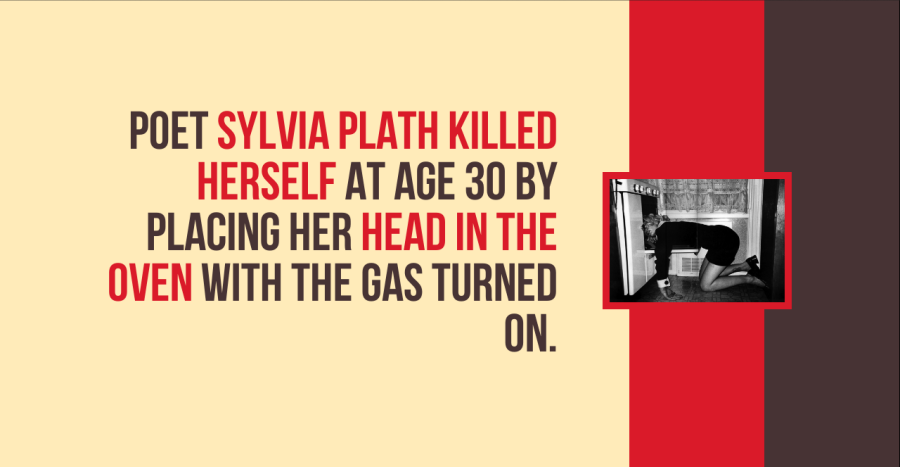 POET SYLVIA PLATH KILLED
HERSELF AT AGE 30 BY
PLACING HER HEAD IN THE
OVEN WITH THE GAS TURNED
ON.